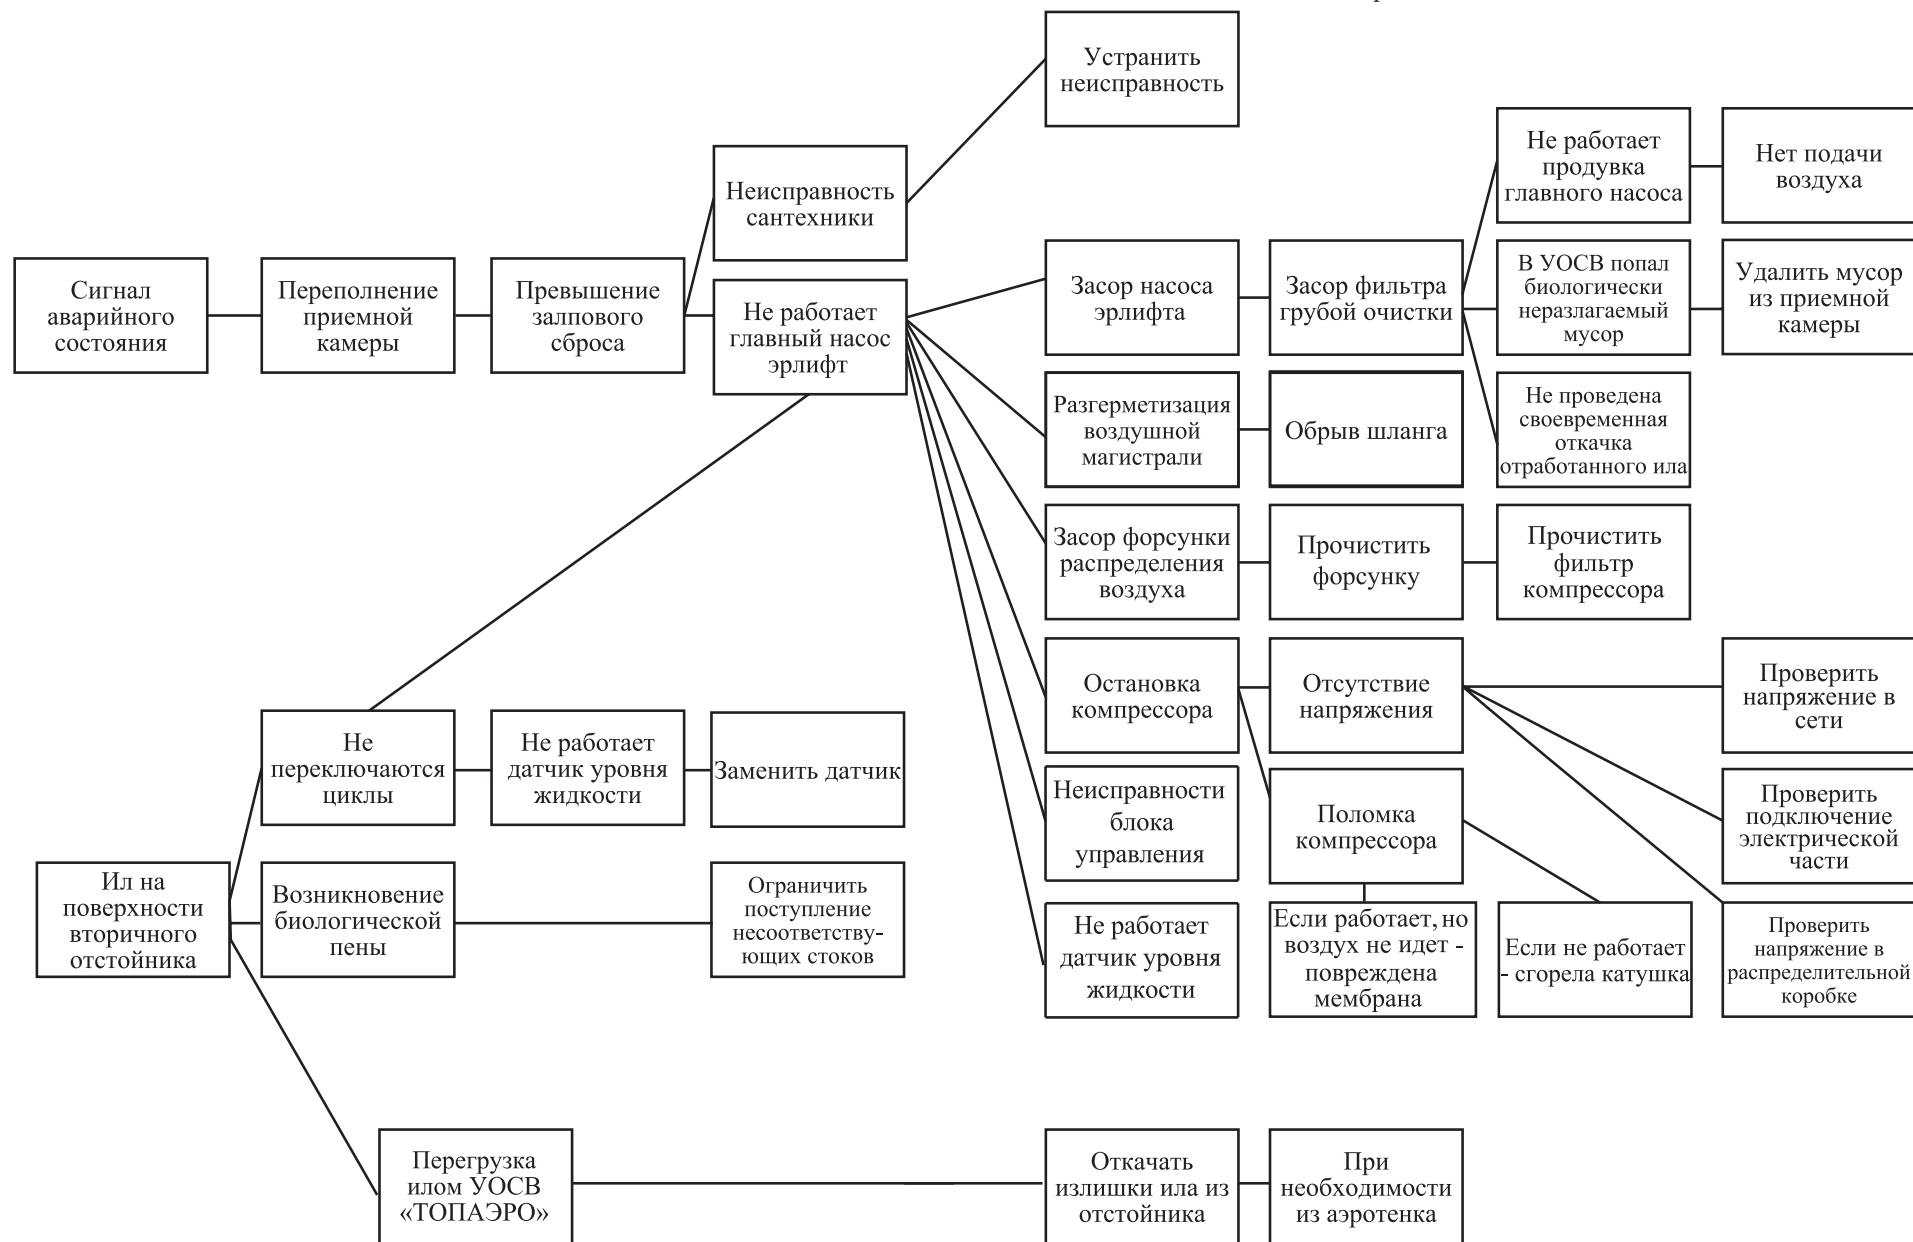 Устранить
неисправность
Не работает
продувка
главного насоса
Нет подачи
воздуха
Неисправность
сантехники
Сигнал
аварийного
состояния
Переполнение
приемной
камеры
Превышение
залпового
сброса
Не работает
главный насос
эрлифт
Засор насоса
эрлифта
Засор фильтра
грубой очистки
В УОСВ попал
биологически
неразлагаемый
мусор
Удалить мусор
из приемной
камеры
Разгерметизация
воздушной
магистрали
Обрыв шланга
Не проведена
своевременная
откачка
отработанного ила
Засор форсунки
распределения
воздуха
Прочистить
форсунку
Прочистить
фильтр
компрессора
Остановка
компрессора
Отсутствие
напряжения
Проверить
напряжение в
сети
Не
переключаются
циклы
Не работает
датчик уровня
жидкости
Заменить датчик
Неисправности
блока
управления
Поломка
компрессора
Проверить
подключение
электрической
части
Ил на
поверхности
вторичного
отстойника
Возникновение
биологической
пены
Ограничить
поступление
несоответству-
ющих стоков
Не работает
датчик уровня
жидкости
Если работает, но
воздух не идет -
повреждена
мембрана
Если не работает
- сгорела катушка
Проверить
напряжение в
распределительной
коробке
Перегрузка
илом УОСВ
«ТОПАЭРО»
Откачать
излишки ила из
отстойника
При
необходимости
из аэротенка